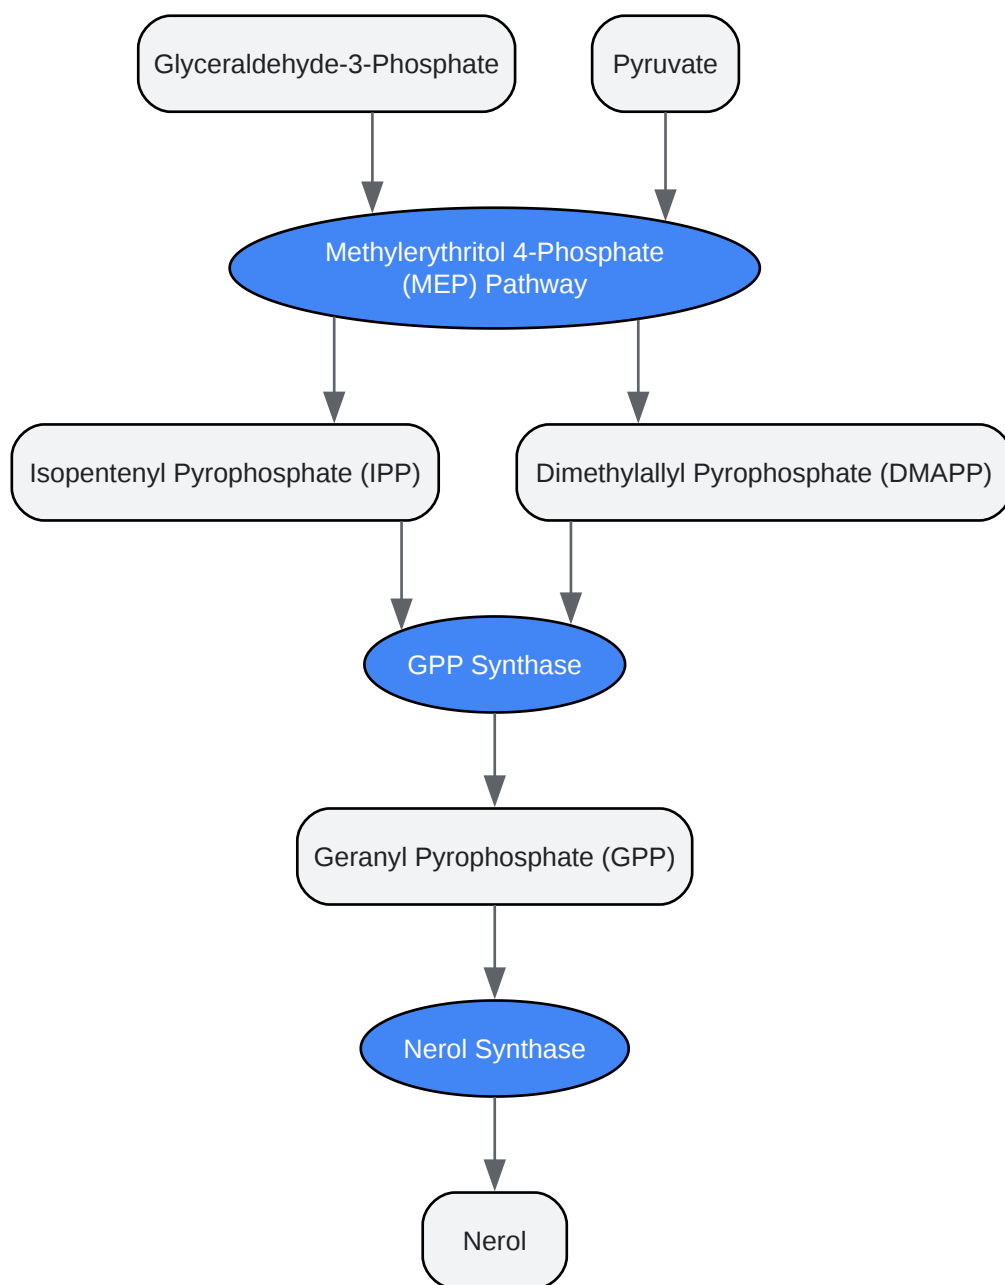 Glyceraldehyde-3-Phosphate
Pyruvate
Methylerythritol 4-Phosphate
(MEP) Pathway
Isopentenyl Pyrophosphate (IPP)
Dimethylallyl Pyrophosphate (DMAPP)
GPP Synthase
Geranyl Pyrophosphate (GPP)
Nerol Synthase
Nerol